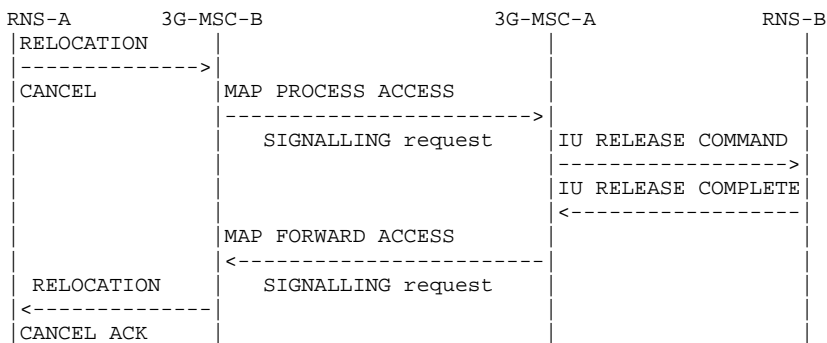 RNS-A 3G-MSC-B 3G-MSC-A RNS-B
RELOCATION
CANCEL MAP PROCESS ACCESS
SIGNALLING request IU RELEASE COMMAND
IU RELEASE COMPLETE
MAP FORWARD ACCESS
RELOCATION SIGNALLING request
CANCEL ACK